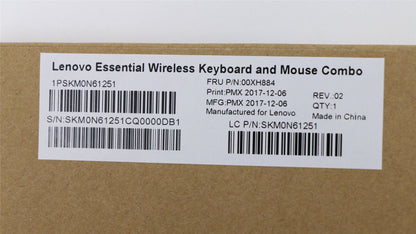 Lenovo Essential Wireless Keyboard and Mouse Combo
1PSKM0N61251
FRU P/N:00XH884
Print:PMX 2017-12-06
REV.:02
MFG:PMX 2017-12-06
QTY:1
Manufactured for Lenovo
Made in China
S/N:SKM0N61251CQ0000DB1
LC P/N:SKM0N61251